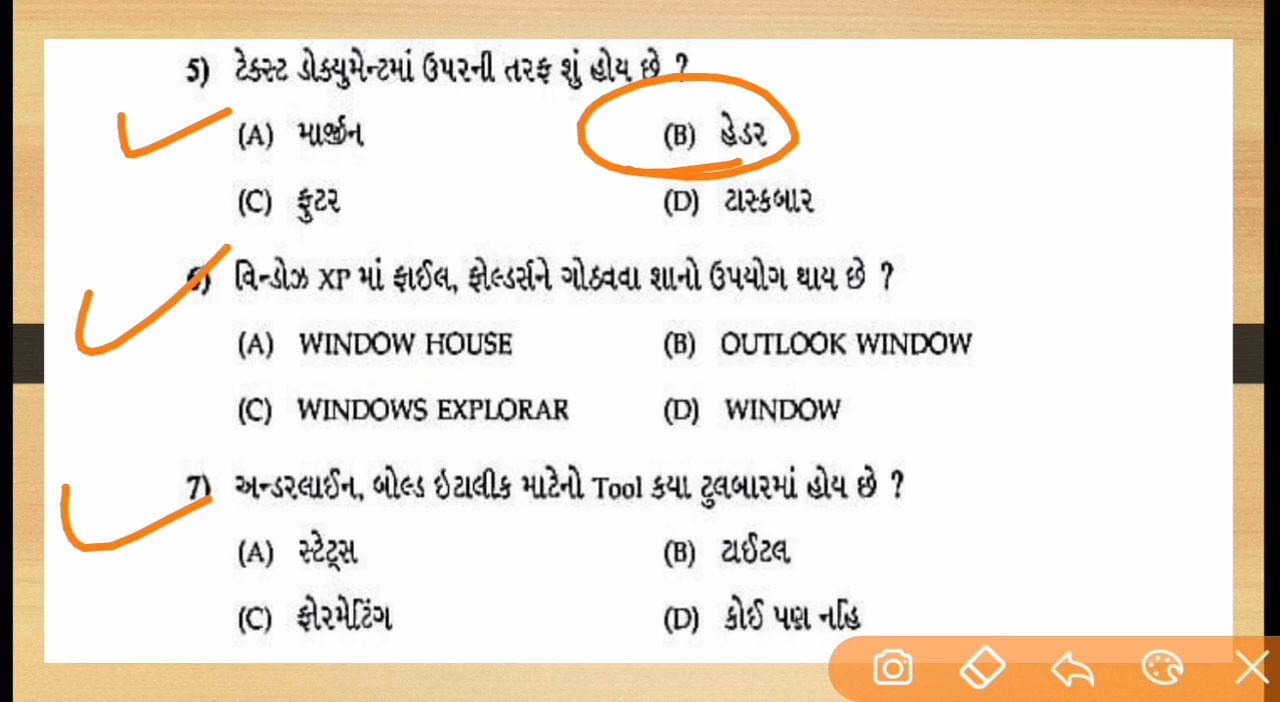 5) ટેક્સ્ટ ડોક્યુમેન્ટમાં ઉપરની તરફ શું હોય છે ?
(A) માર્જીન (B) હેડર
(C) ફુટર (D) ટાસ્કબાર
6) વિન્ડોઝ XP માં ફાઈલ, ફોલ્ડર્સને ગોઠવવા શાનો ઉપયોગ થાય છે ?
(A) WINDOW HOUSE (B) OUTLOOK WINDOW
(C) WINDOWS EXPLORAR (D) WINDOW
7) અન્ડરલાઈન, બોલ્ડ ઇટાલીક માટેનો Tool કયા ટુલબારમાં હોય છે ?
(A) સ્ટેટ્સ (B) ટાઈટલ
(C) ફોરમેટિંગ (D) કોઈ પણ નહિ